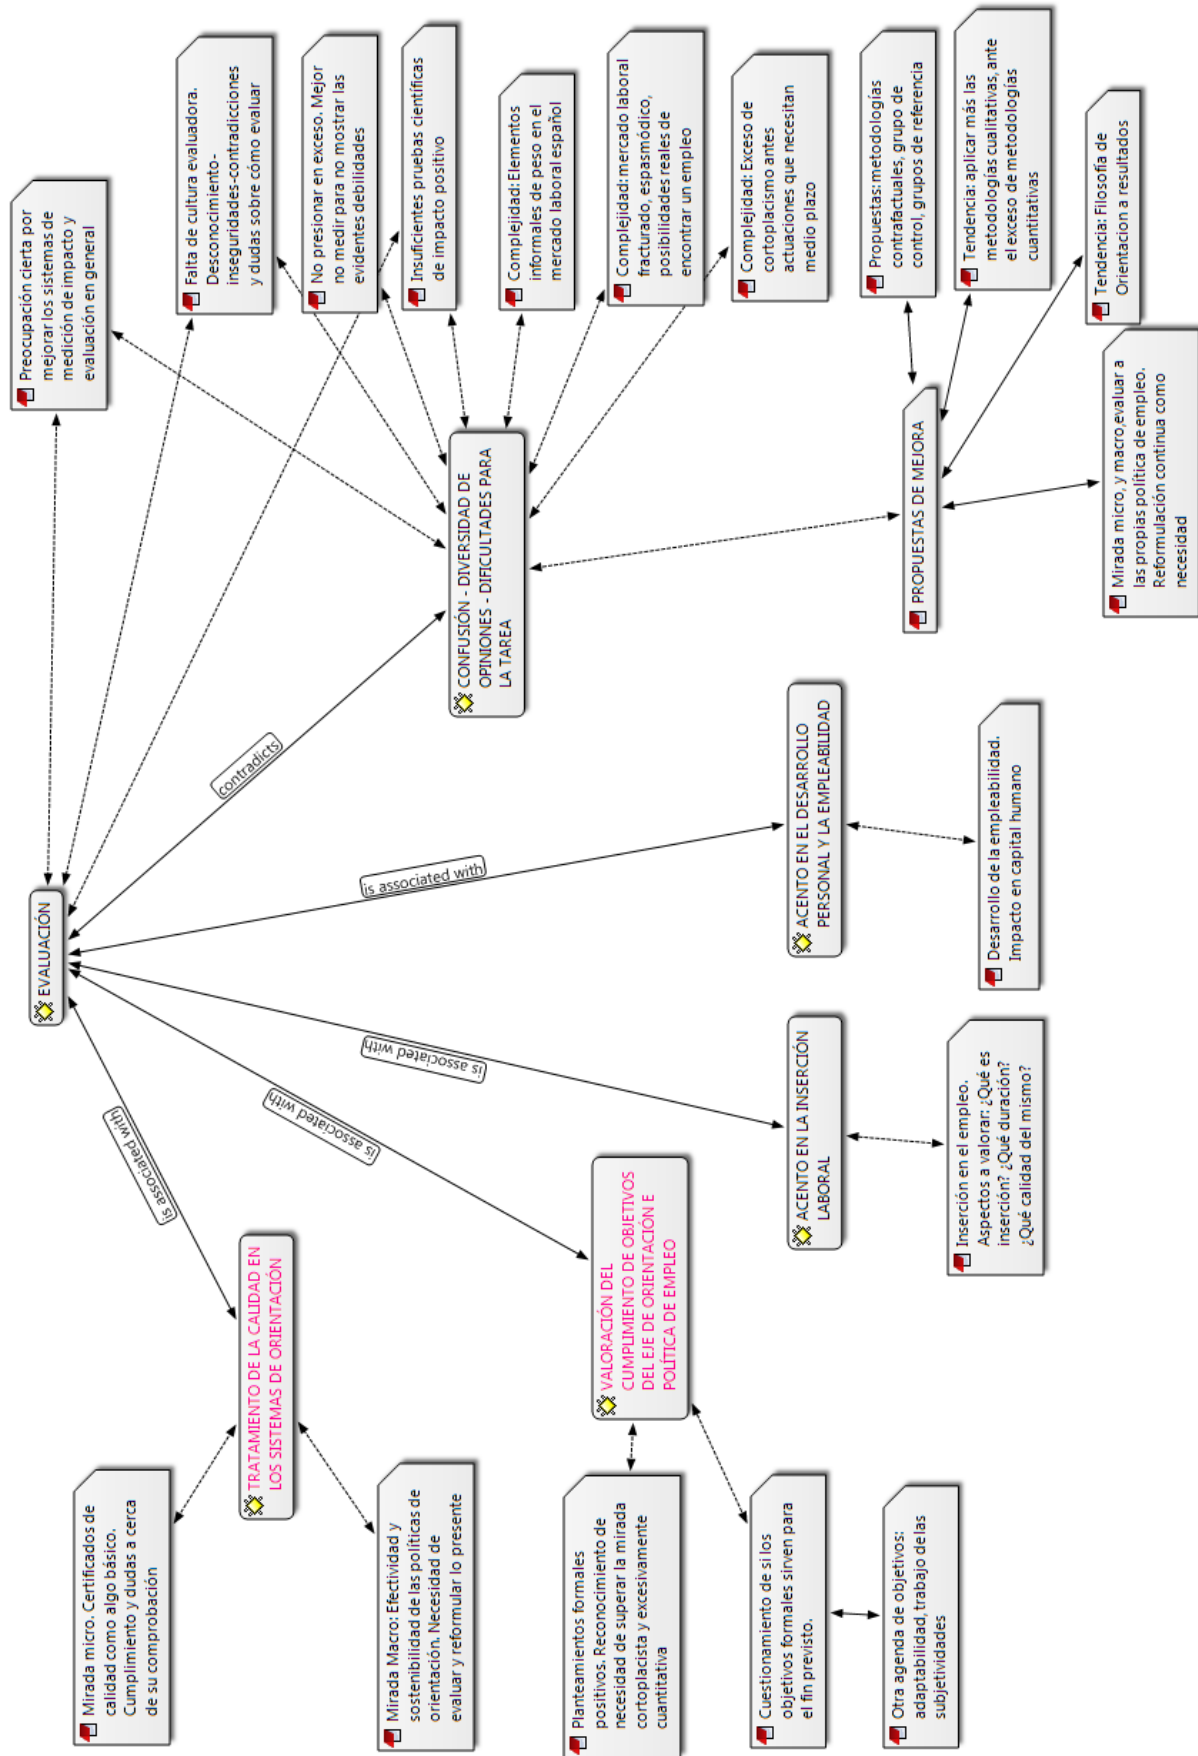 EVALUACIÓN
is associated with
is associated with
is associated with
is associated with
contradicts
TRATAMIENTO DE LA CALIDAD EN
LOS SISTEMAS DE ORIENTACIÓN
Mirada micro. Certificados de
calidad como algo básico.
Cumplimiento y dudas a cerca
de su comprobación
Mirada Macro: Efectividad y
sostenibilidad de las políticas de
orientación. Necesidad de
evaluar y reformular lo presente
VALORACIÓN DEL
CUMPLIMIENTO DE OBJETIVOS
DEL EJE DE ORIENTACIÓN E
POLÍTICA DE EMPLEO
Planteamientos formales
positivos. Reconocimiento de
necesidad de superar la mirada
cortoplacista y excesivamente
cuantitativa
Cuestionamiento de si los
objetivos formales sirven para
el fin previsto.
Otra agenda de objetivos:
adaptabilidad, trabajo de las
subjetividades
ACENTO EN LA INSERCIÓN
LABORAL
Inserción en el empleo.
Aspectos a valorar: ¿Qué es
inserción? ¿Qué duración?
¿Qué calidad del mismo?
ACENTO EN EL DESARROLLO
PERSONAL Y LA EMPLEABILIDAD
Desarrollo de la empleabilidad.
Impacto en capital humano
CONFUSIÓN - DIVERSIDAD DE
OPINIONES - DIFICULTADES PARA
LA TAREA
Preocupación cierta por
mejorar los sistemas de
medición de impacto y
evaluación en general
Falta de cultura evaluadora.
Desconocimiento-
inseguridades-contradicciones
y dudas sobre cómo evaluar
No presionar en exceso. Mejor
no medir para no mostrar las
evidentes debilidades
Insuficientes pruebas científicas
de impacto positivo
Complejidad: Elementos
informales de peso en el
mercado laboral español
Complejidad: mercado laboral
fracturado, espasmódico,
posibilidades reales de
encontrar un empleo
Complejidad: Exceso de
cortoplacismo antes
actuaciones que necesitan
medio plazo
PROPUESTAS DE MEJORA
Propuestas: metodologías
contrafactuales, grupo de
control, grupos de referencia
Tendencia: aplicar más las
metodologías cualitativas, ante
el exceso de metodologías
cuantitativas
Tendencia: Filosofía de
Orientacion a resultados
Mirada micro, y macro,evaluar a
las propias política de empleo.
Reformulación continua como
necesidad